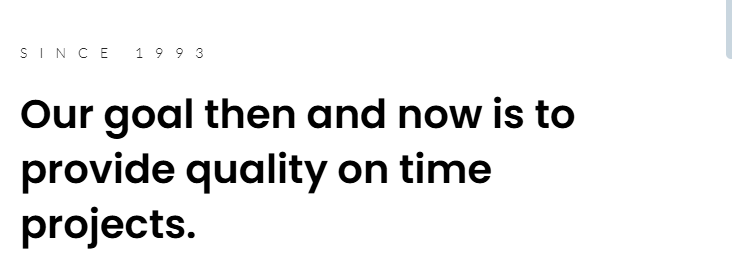 SINCE 1993
Our goal then and now is to
provide quality on time
projects.